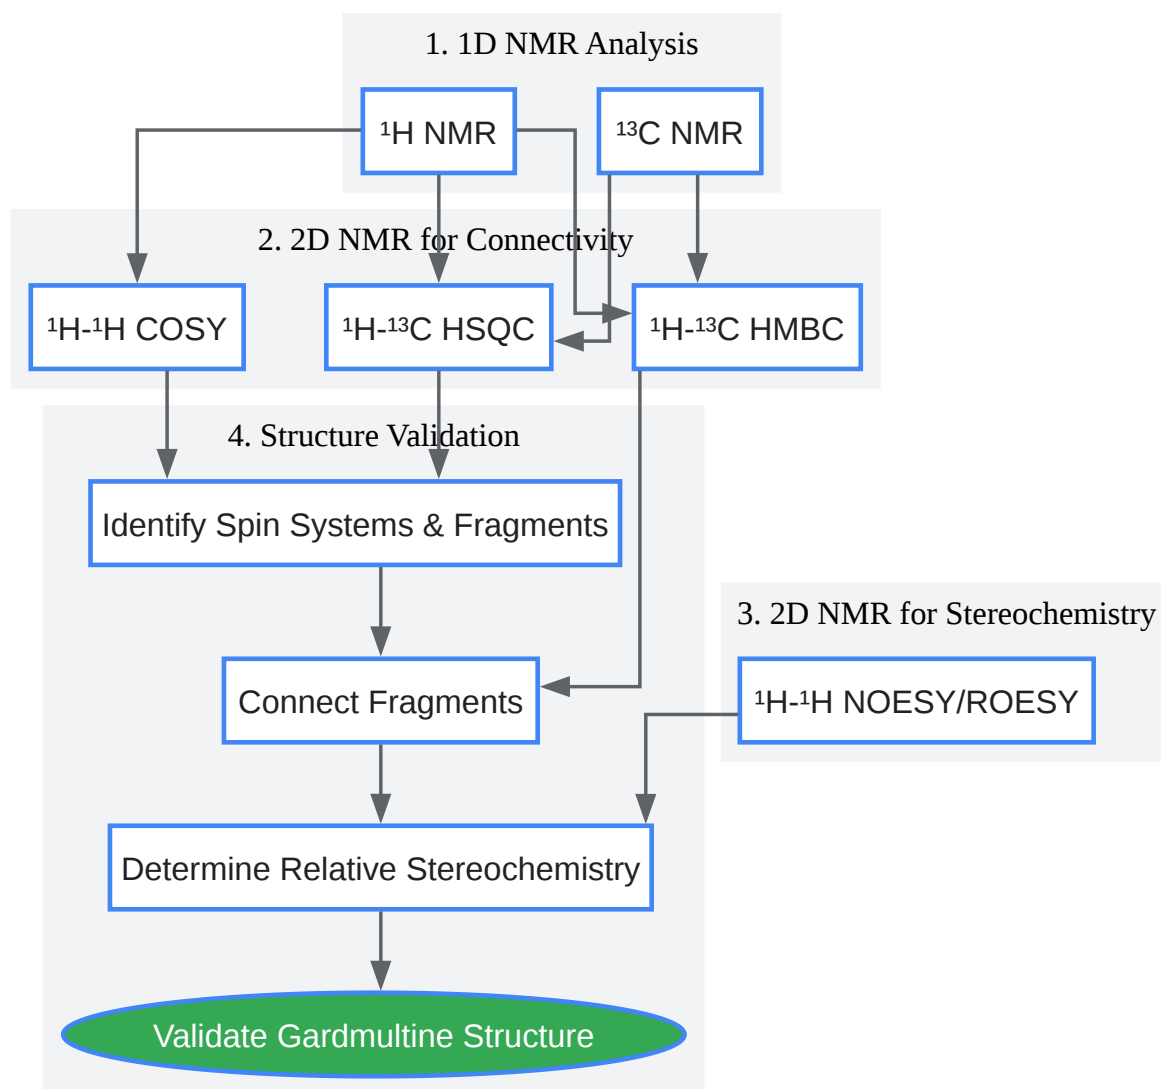 1. 1D NMR Analysis
¹H NMR
¹³C NMR
2. 2D NMR for Connectivity
¹H-¹H COSY
¹H-¹³C HSQC
¹H-¹³C HMBC
4. Structure Validation
Identify Spin Systems & Fragments
3. 2D NMR for Stereochemistry
Connect Fragments
¹H-¹H NOESY/ROESY
Determine Relative Stereochemistry
Validate Gardmultine Structure